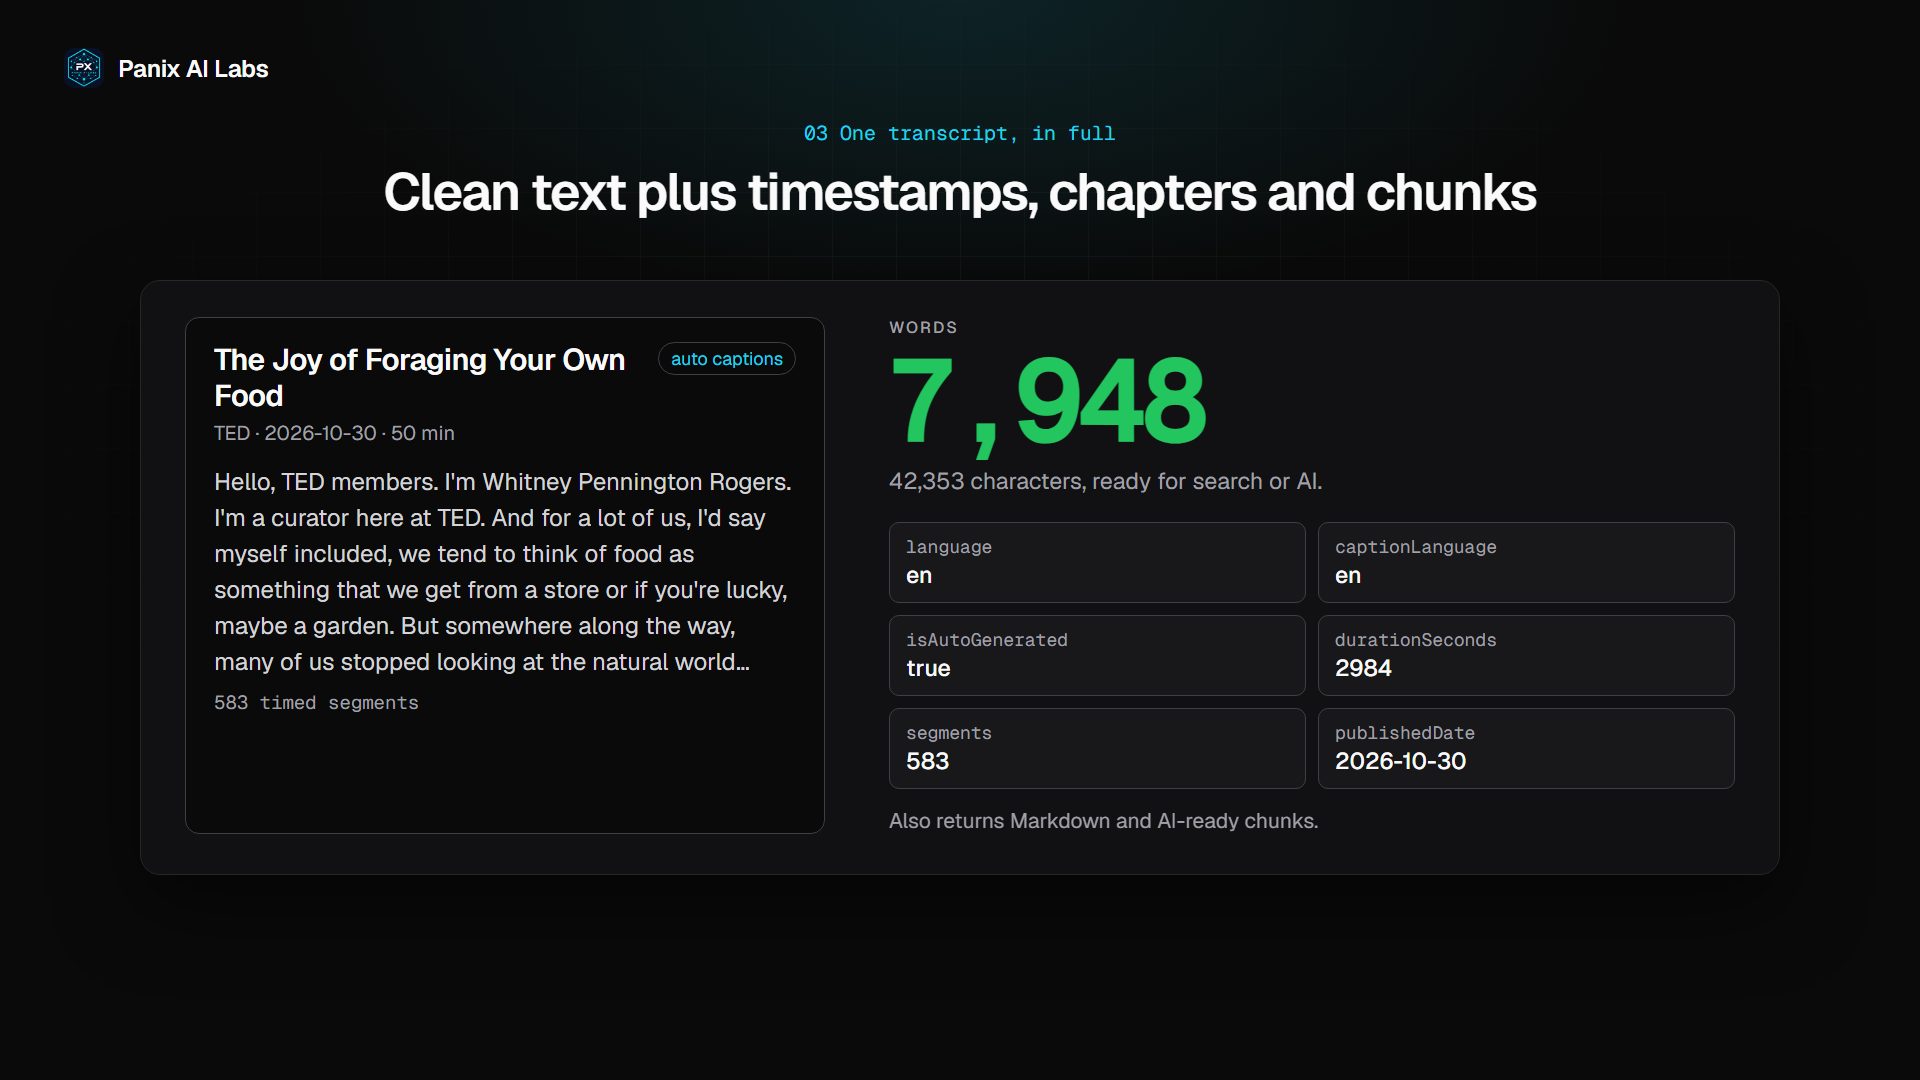 PX
Panix AI Labs
03 One transcript, in full
Clean text plus timestamps, chapters and chunks
The Joy of Foraging Your Own
Food
auto captions
TED · 2026-10-30 · 50 min
Hello, TED members. I'm Whitney Pennington Rogers.
I'm a curator here at TED. And for a lot of us, I'd say
myself included, we tend to think of food as
something that we get from a store or if you're lucky,
maybe a garden. But somewhere along the way,
many of us stopped looking at the natural world...
583 timed segments
WORDS
7,948
42,353 characters, ready for search or AI.
language
en
captionLanguage
en
isAutoGenerated
true
durationSeconds
2984
segments
583
publishedDate
2026-10-30
Also returns Markdown and AI-ready chunks.